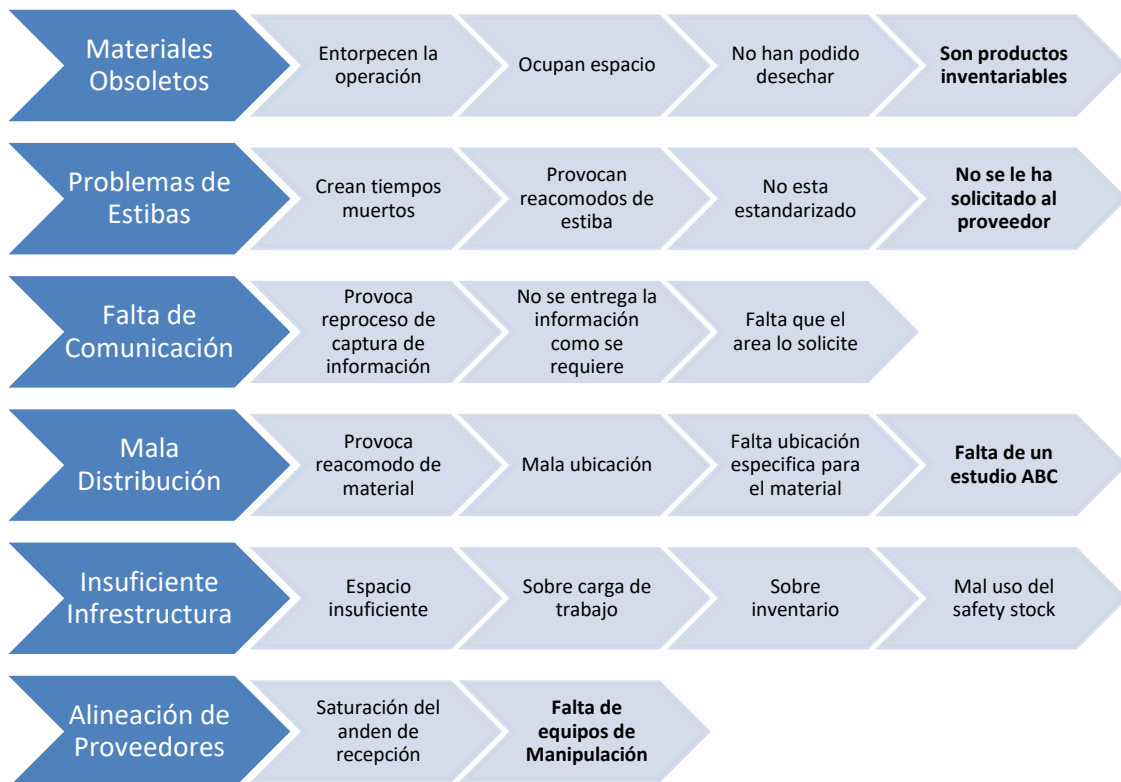 Materiales
Obsoletos
Entorpecen la
operación
Ocupan espacio
No han podido
desechar
Son productos
inventariables
Problemas de
Estibas
Crean tiempos
muertos
Provocan
reacomodos de
estiba
No esta
estandarizado
No se le ha
solicitado al
proveedor
Falta de
Comunicación
Provoca
reproceso de
captura de
información
No se entrega la
información
como se
requiere
Falta que el
area lo solicite
Mala
Distribución
Provoca
reacomodo de
material
Mala ubicación
Falta ubicación
especifica para
el material
Falta de un
estudio ABC
Insuficiente
Infrestructura
Espacio
insuficiente
Sobre carga de
trabajo
Sobre
inventario
Mal uso del
safety stock
Alineación de
Proveedores
Saturación del
anden de
recepción
Falta de
equipos de
Manipulación